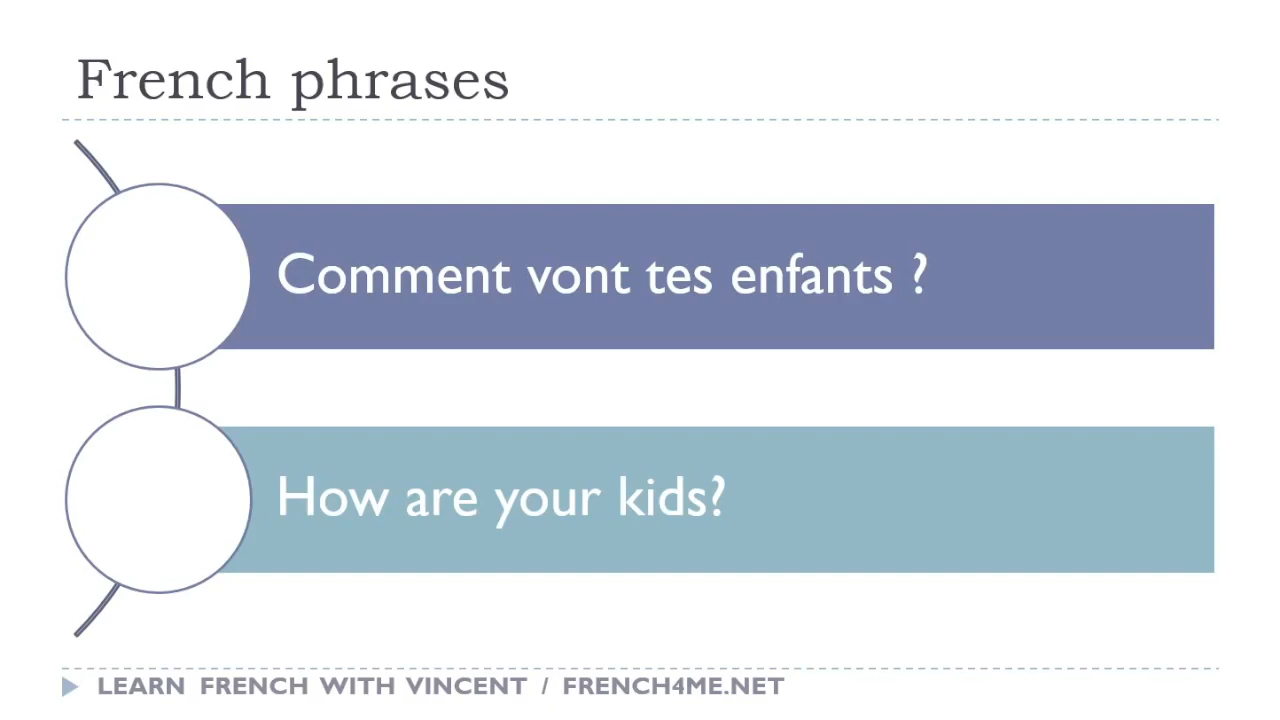 French phrases
Comment vont tes enfants ?
How are your kids?
LEARN FRENCH WITH VINCENT / FRENCH4ME.NET